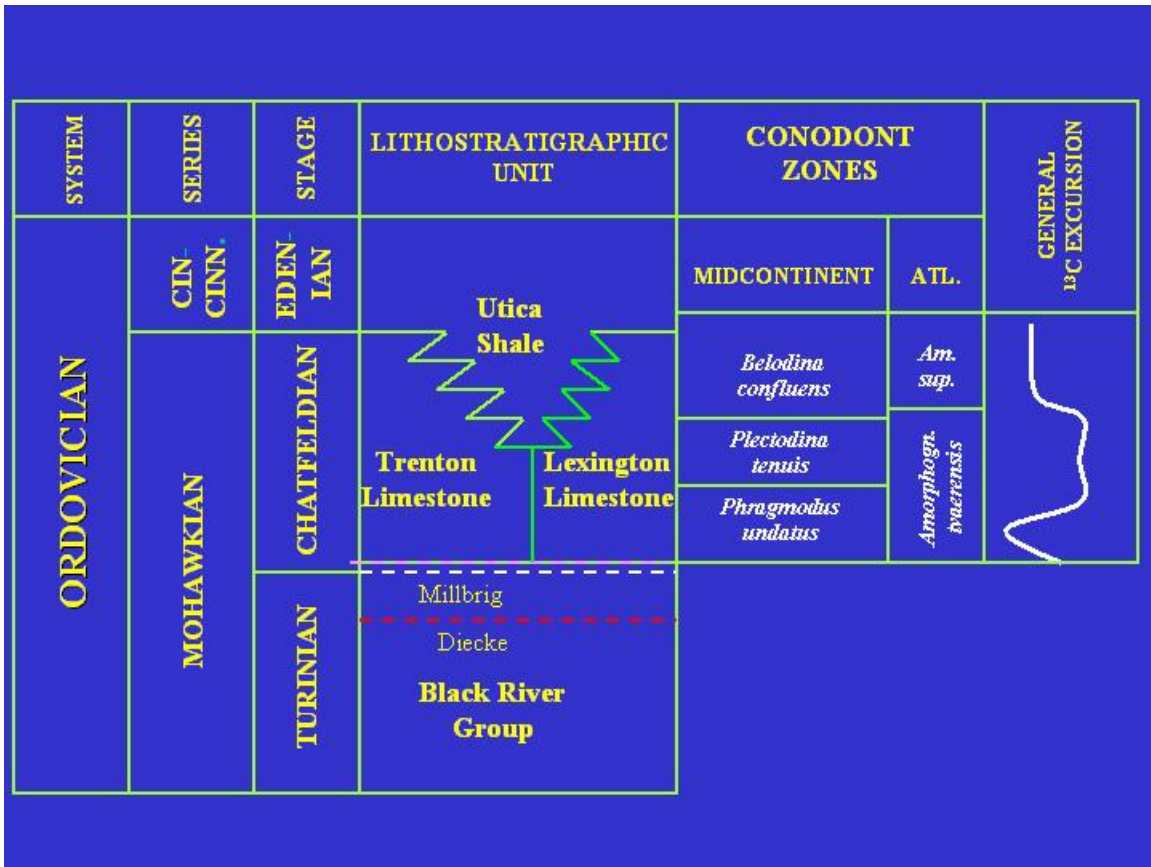 SYSTEM
SERIES
STAGE
LITHOSTRATIGRAPHIC
UNIT
CONODONT
ZONES
GENERAL
¹³C EXCURSION
ORDOVICIAN
CIN-
CINN.
EDEN-
IAN
MIDCONTINENT
ATL.
Utica
Shale
MOHAWKIAN
CHATFELDIAN
Trenton
Limestone
Lexington
Limestone
Belodina
confluens
Am.
sup.
Plectodina
tenuis
Phragmodus
undatus
Amorphogn.
tvaerensis
TURINIAN
Millbrig
Diecke
Black River
Group